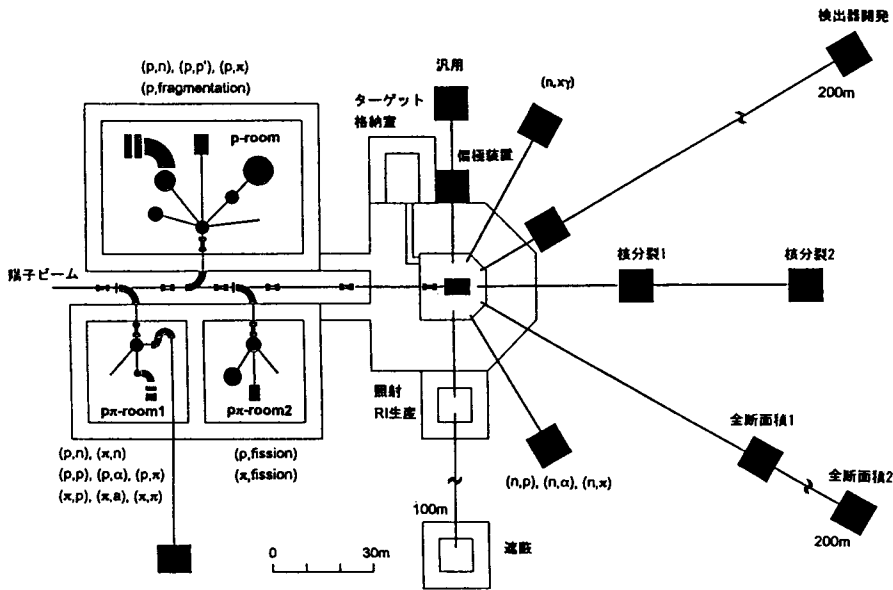 検出器開発
200m
汎用
(n,xγ)
(p,n) (p,p') (p,π)
(p,fragmentation)
ターゲット
格納室
p-room
偏極装置
陽子ビーム
核分裂1
核分裂2
照射
RI生産
pπ-room1
pπ-room2
全断面積1
(p,n), (π,n)
(p,p), (p,α), (p,π)
(π,p), (π,a), (π,π)
(p,fission)
(π,fission)
(n,p), (n,α), (n,π)
全断面積2
100m
200m
遮蔽
0
30m